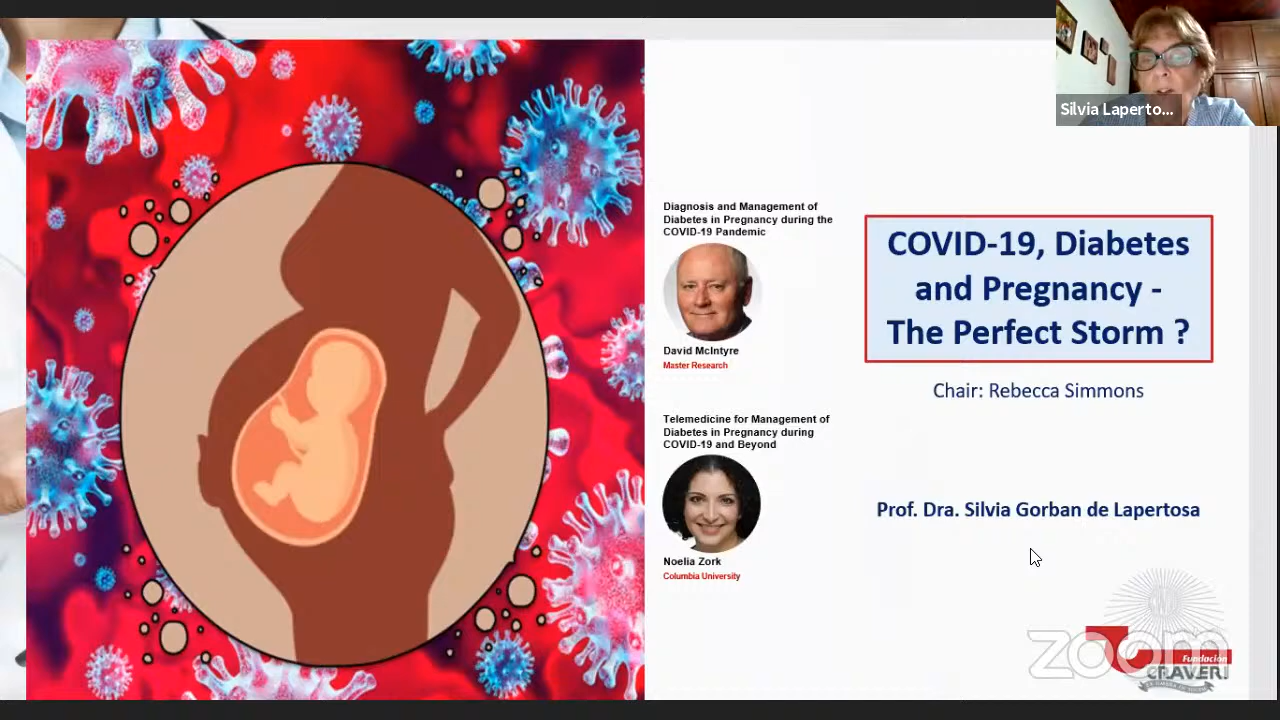 Silvia Laperto...
Diagnosis and Management of
Diabetes in Pregnancy during the
COVID-19 Pandemic
David McIntyre
Master Research
Telemedicine for Management of
Diabetes in Pregnancy during
COVID-19 and Beyond
Noelia Zork
Columbia University
COVID-19, Diabetes
and Pregnancy -
The Perfect Storm ?
Chair: Rebecca Simmons
Prof. Dra. Silvia Gorban de Lapertosa
zoom
Fundación
CRAVERI